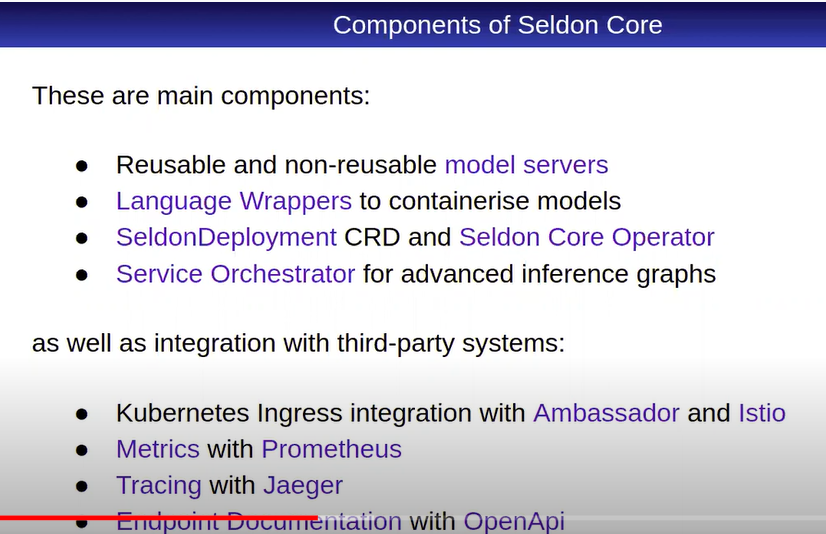 Components of Seldon Core
These are main components:
● Reusable and non-reusable model servers
● Language Wrappers to containerise models
● SeldonDeployment CRD and Seldon Core Operator
● Service Orchestrator for advanced inference graphs
as well as integration with third-party systems:
● Kubernetes Ingress integration with Ambassador and Istio
● Metrics with Prometheus
● Tracing with Jaeger
● Endpoint Documentation with OpenApi